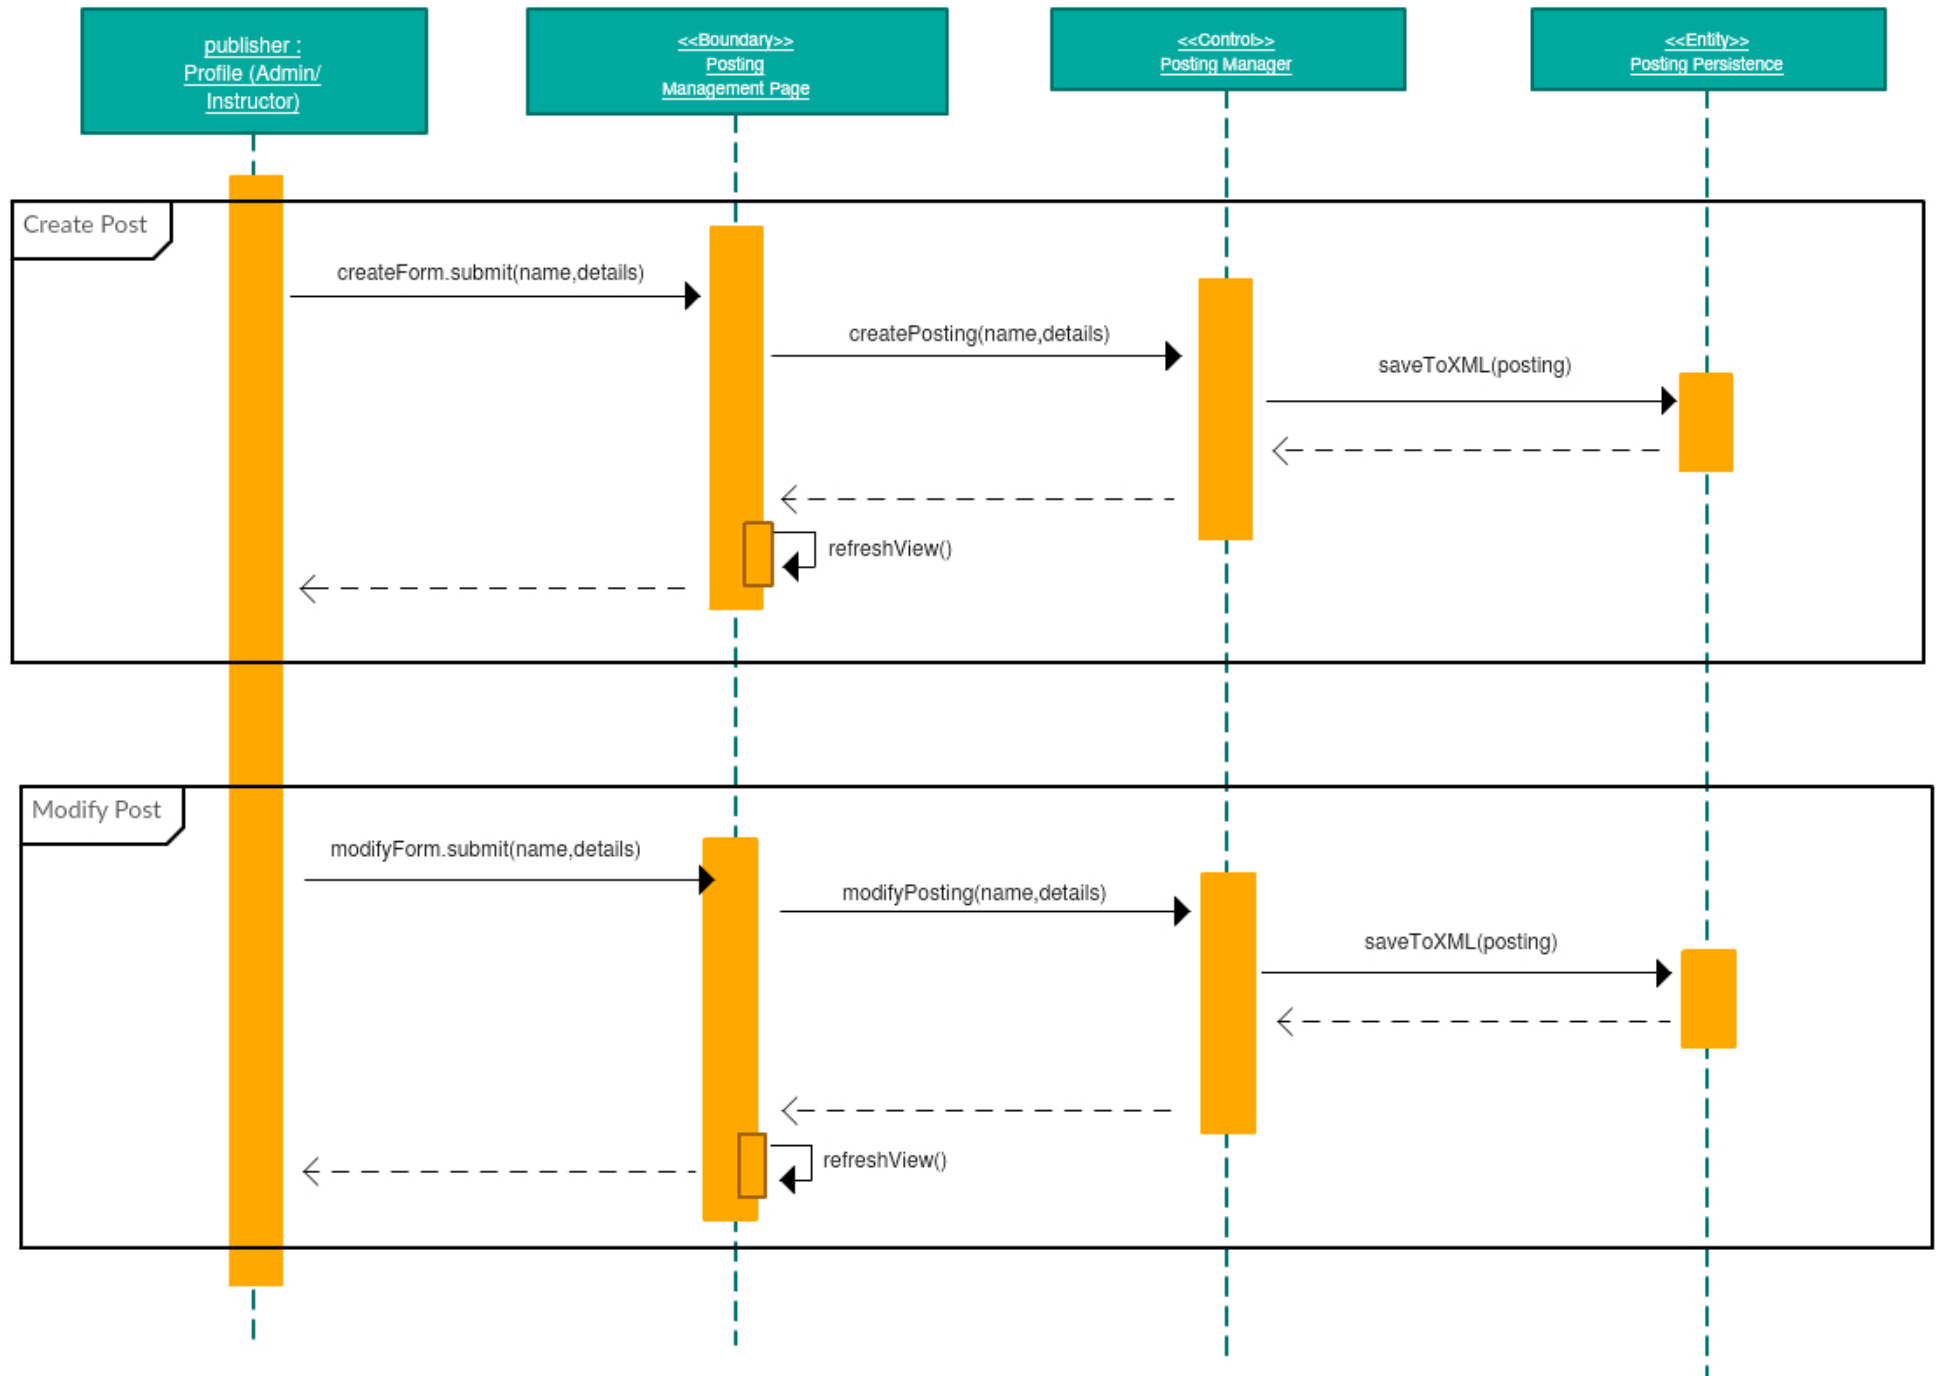 publisher :
Profile (Admin/
Instructor)
<<Boundary>>
Posting
Management Page
<<Control>>
Posting Manager
<<Entity>>
Posting Persistence
Create Post
createForm.submit(name,details)
createPosting(name,details)
saveToXML(posting)
refreshView()
Modify Post
modifyForm.submit(name,details)
modifyPosting(name,details)
saveToXML(posting)
refreshView()